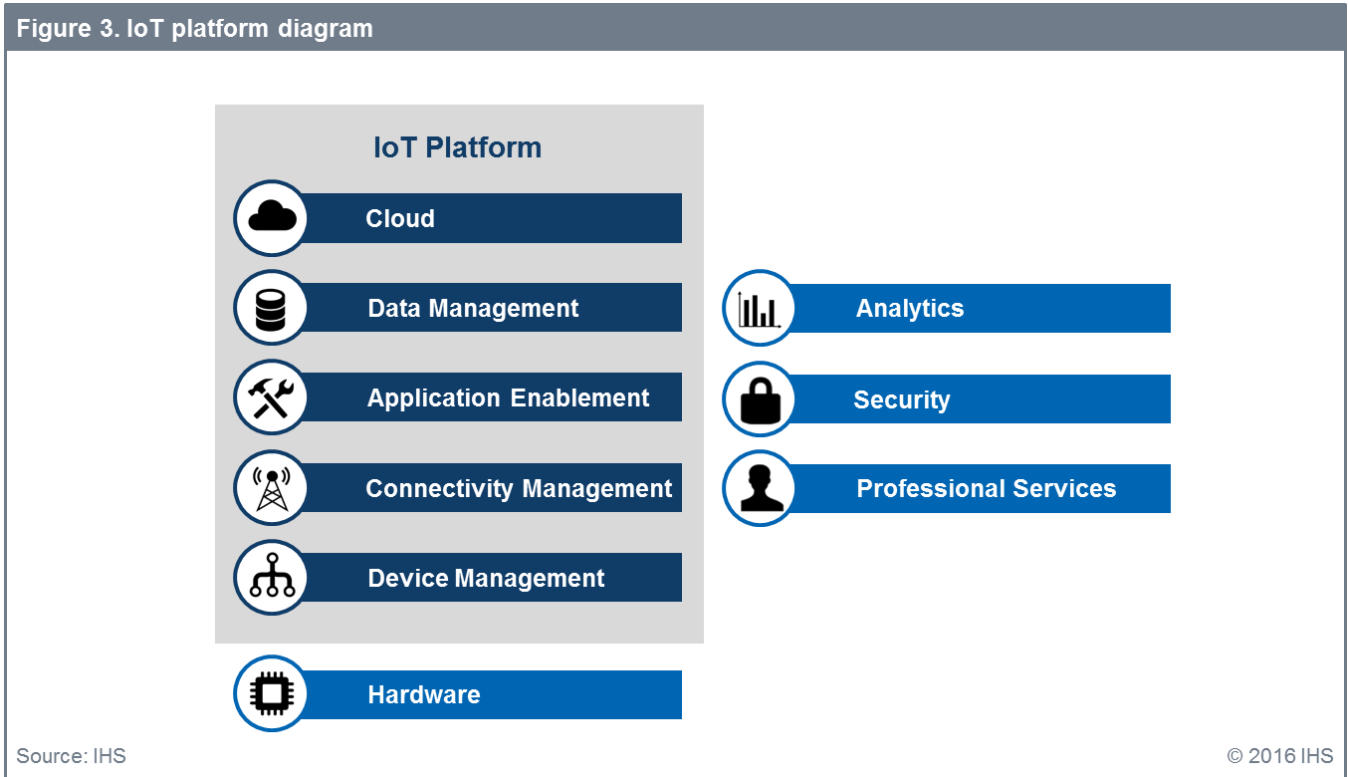 Figure 3. IoT platform diagram
IoT Platform
Cloud
Data Management
Application Enablement
Connectivity Management
Device Management
Hardware
Analytics
Security
Professional Services
Source: IHS
© 2016 IHS